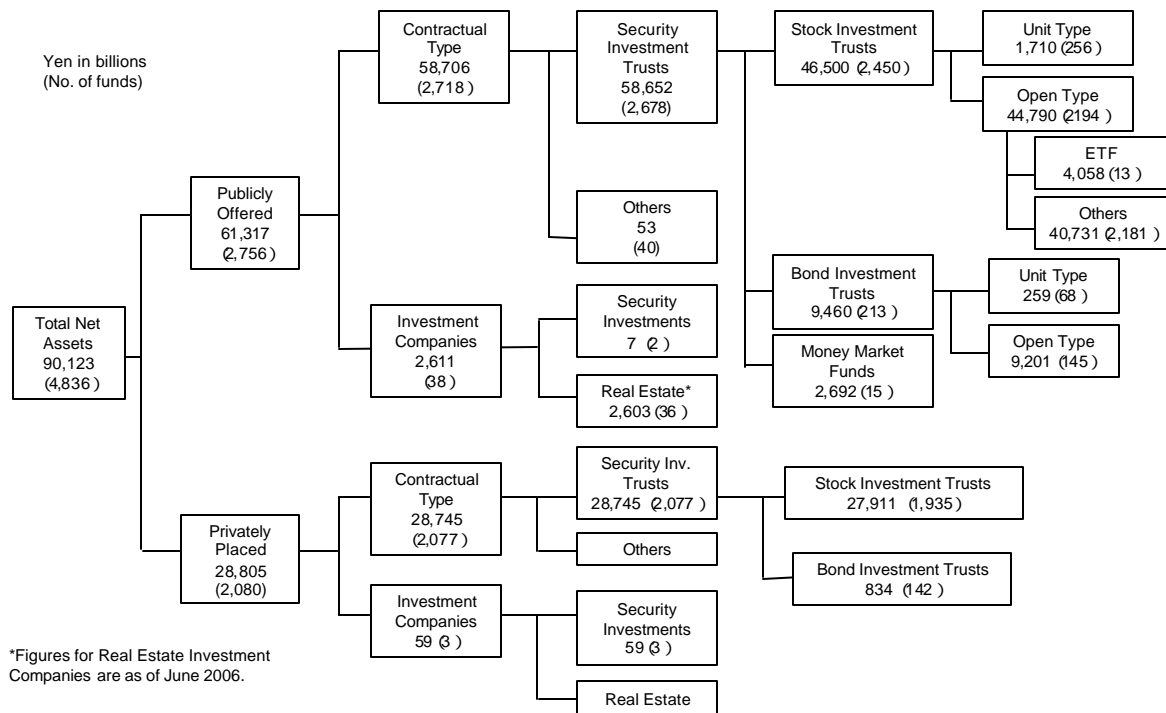 Yen in billions
(No. of funds)
Total Net
Assets
90,123
(4,836)
Publicly
Offered
61,317
(2,756)
Contractual
Type
58,706
(2,718)
Security
Investment
Trusts
58,652
(2,678)
Stock Investment
Trusts
46,500 (2,450)
Unit Type
1,710 (256)
Open Type
44,790 (2194)
ETF
4,058 (13)
Others
40,731 (2,181)
Bond Investment
Trusts
9,460 (213)
Unit Type
259 (68)
Open Type
9,201 (145)
Money Market
Funds
2,692 (15)
Others
53
(40)
Investment
Companies
2,611
(38)
Security
Investments
7 (2)
Real Estate*
2,603 (36)
Privately
Placed
28,805
(2,080)
Contractual
Type
28,745
(2,077)
Security Inv.
Trusts
28,745 (2,077)
Stock Investment Trusts
27,911 (1,935)
Bond Investment Trusts
834 (142)
Others
Investment
Companies
59 (3)
Security
Investments
59 (3)
Real Estate
*Figures for Real Estate Investment
Companies are as of June 2006.